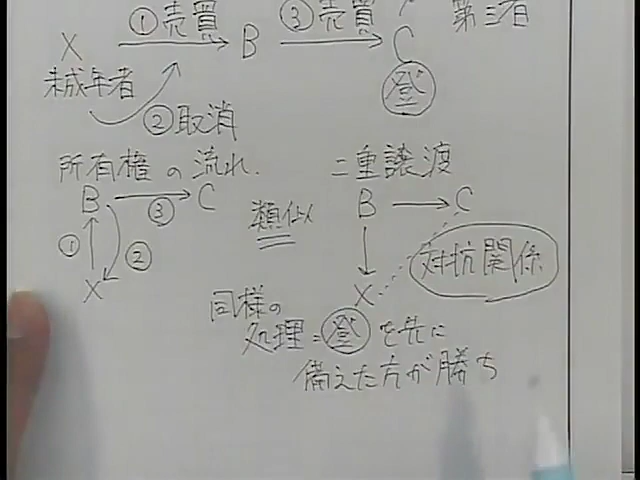 ①売買 ③売買 第三者
X → B → C
未成年者 登
②取消
所有権の流れ 二重譲渡
B → C 類似 B → C
③
① ②
対抗関係
X X
同様の
処理=登を先に
備えた方が勝ち